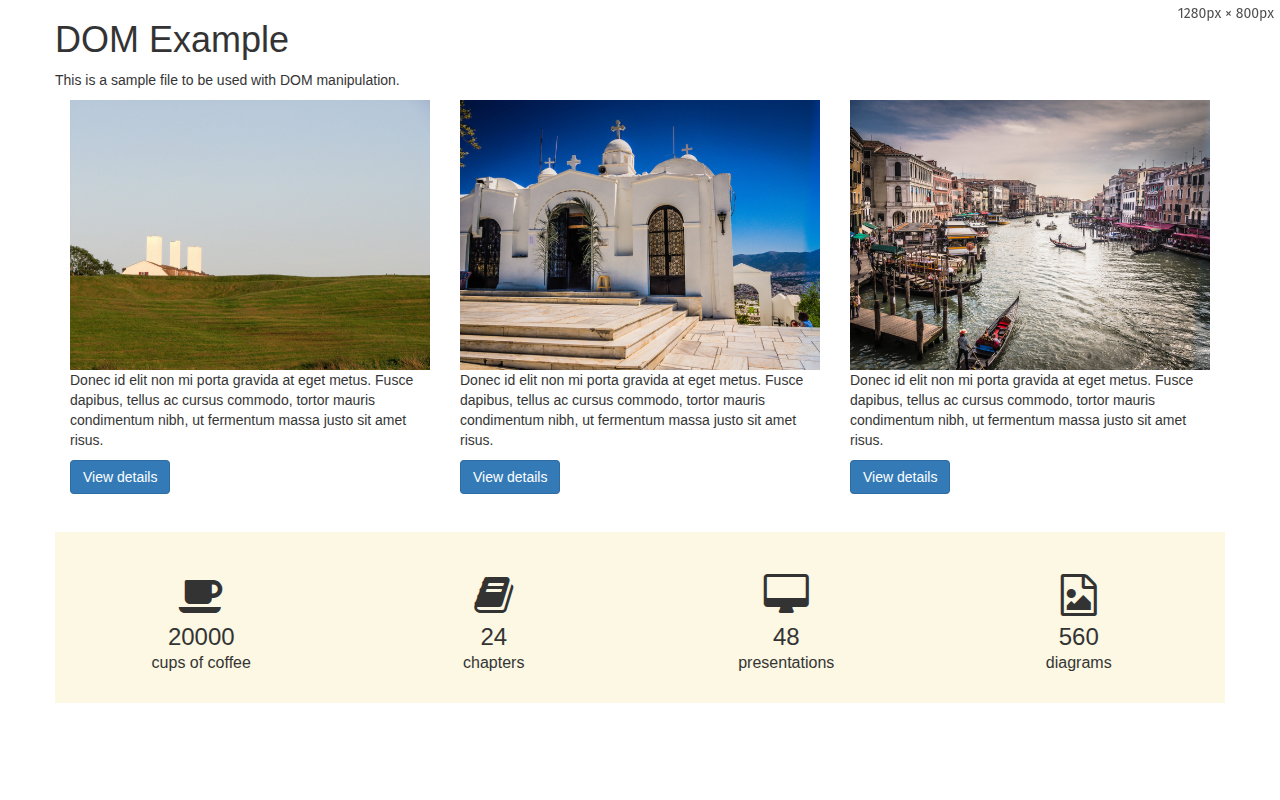 1280px × 800px
DOM Example
This is a sample file to be used with DOM manipulation.
Donec id elit non mi porta gravida at eget metus. Fusce
dapibus, tellus ac cursus commodo, tortor mauris
condimentum nibh, ut fermentum massa justo sit amet
risus.
View details
Donec id elit non mi porta gravida at eget metus. Fusce
dapibus, tellus ac cursus commodo, tortor mauris
condimentum nibh, ut fermentum massa justo sit amet
risus.
View details
Donec id elit non mi porta gravida at eget metus. Fusce
dapibus, tellus ac cursus commodo, tortor mauris
condimentum nibh, ut fermentum massa justo sit amet
risus.
View details
20000
cups of coffee
24
chapters
48
presentations
560
diagrams